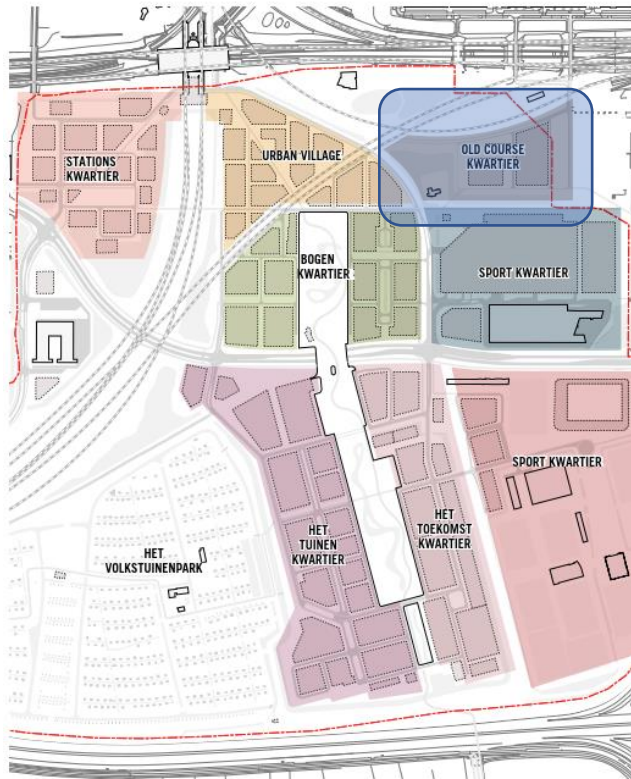 STATIONS
KWARTIER
URBAN VILLAGE
OLD COURSE
KWARTIER
BOGEN
KWARTIER
SPORT KWARTIER
SPORT KWARTIER
HET
TUINEN
KWARTIER
HET
TOEKOMST
KWARTIER
HET
VOLKSTUINENPARK